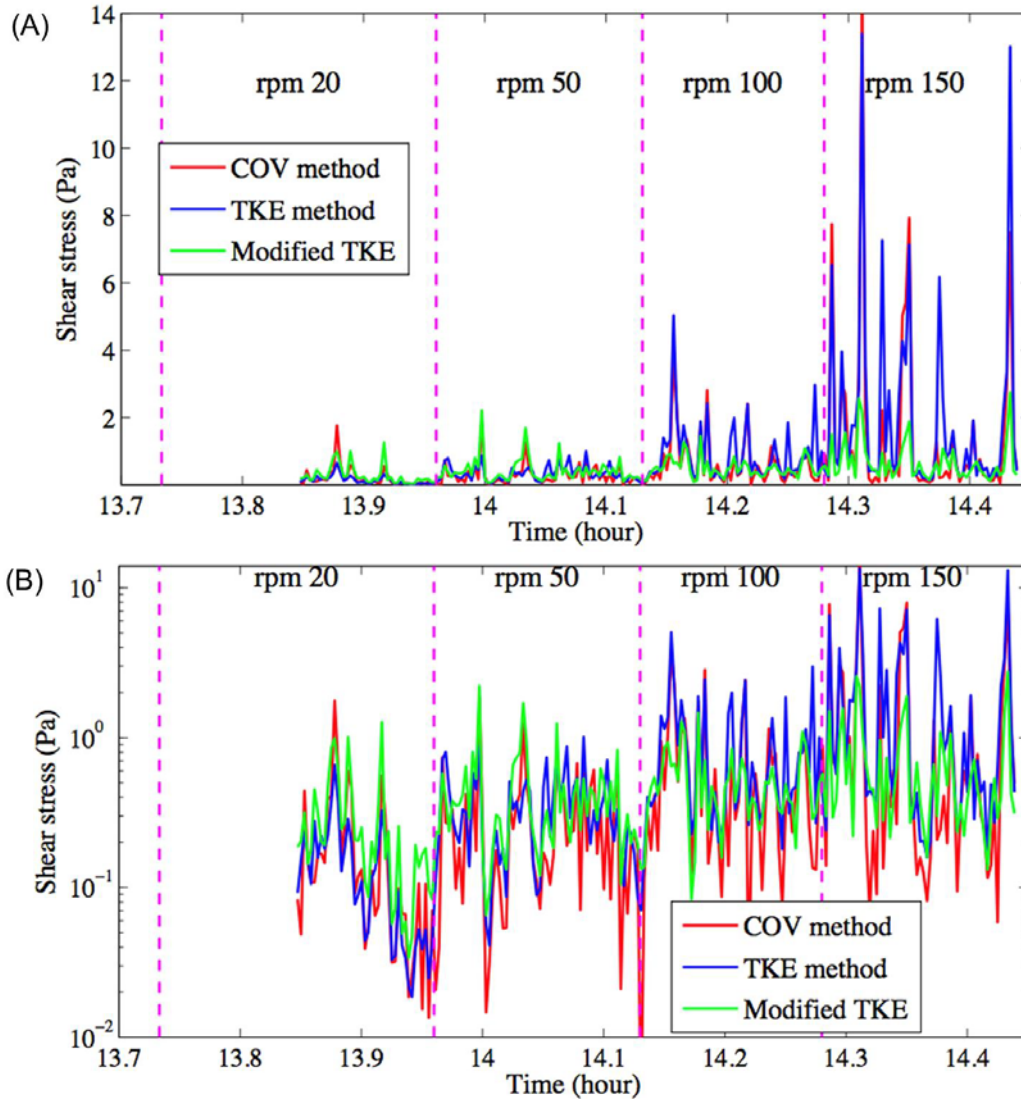 (A)
14
12
10
8
6
4
2
Shear stress (Pa)
rpm 20
rpm 50
rpm 100
rpm 150
COV method
TKE method
Modified TKE
13.7
13.8
13.9
14
14.1
14.2
14.3
14.4
Time (hour)
(B)
10^1
10^0
10^-1
10^-2
Shear stress (Pa)
rpm 20
rpm 50
rpm 100
rpm 150
COV method
TKE method
Modified TKE
13.7
13.8
13.9
14
14.1
14.2
14.3
14.4
Time (hour)